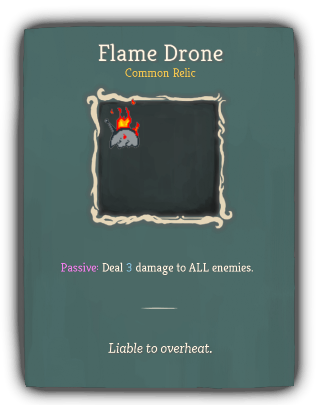 Flame Drone
Common Relic
Passive: Deal 3 damage to ALL enemies.
Liable to overheat.